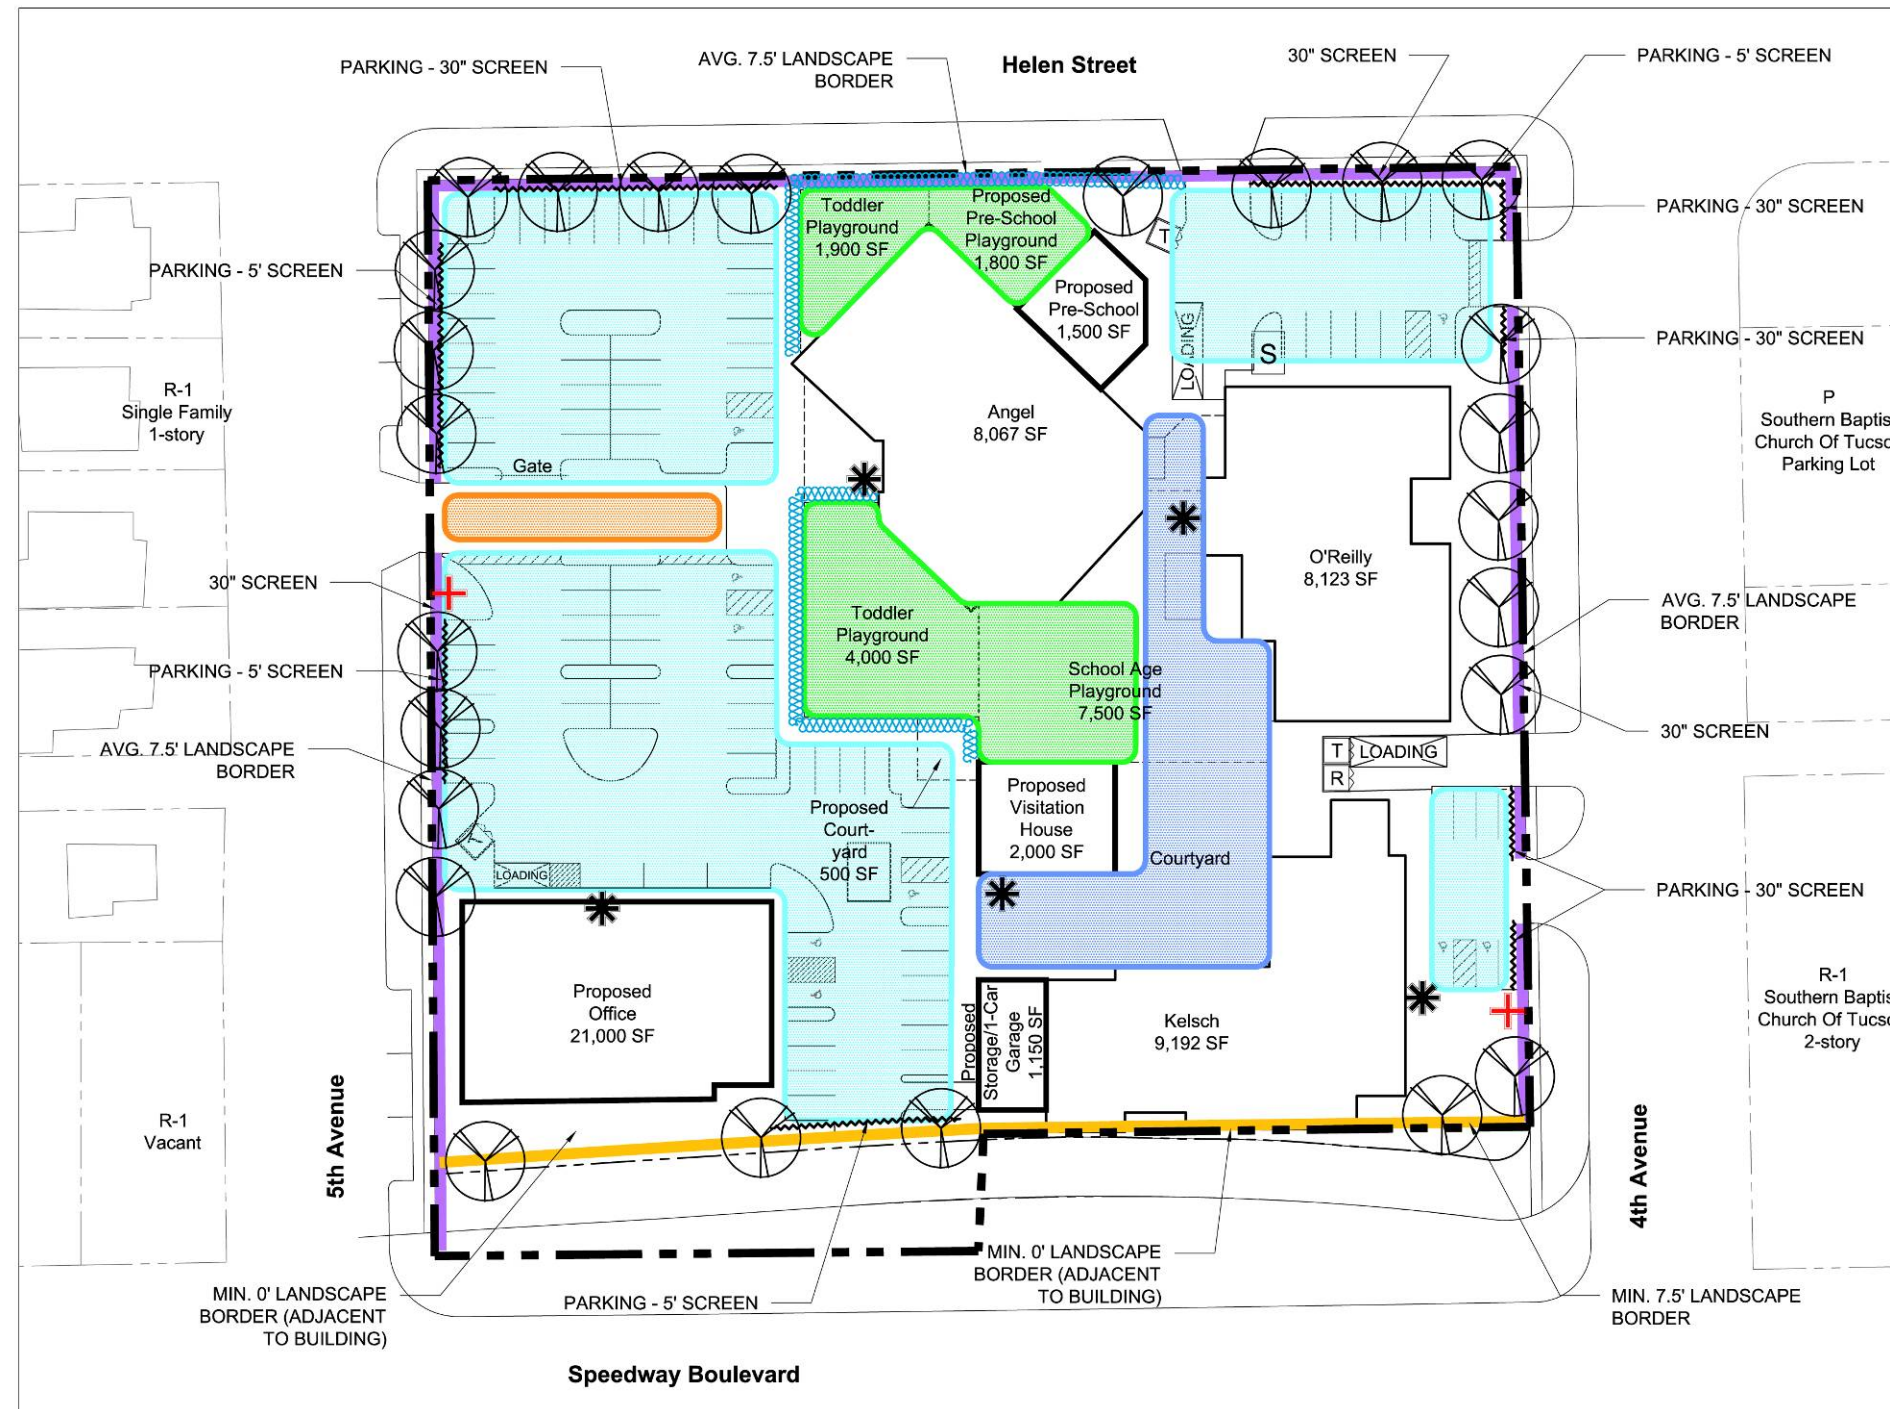 Helen Street
PARKING - 30" SCREEN
AVG. 7.5' LANDSCAPE
BORDER
30" SCREEN
PARKING - 5' SCREEN
PARKING - 30" SCREEN
PARKING - 5' SCREEN
PARKING - 30" SCREEN
Toddler
Playground
1,900 SF
Proposed
Pre-School
Playground
1,800 SF
Proposed
Pre-School
1,500 SF
T
LOADING
S
R-1
Single Family
1-story
Gate
Angel
8,067 SF
P
Southern Baptis
Church Of Tucso
Parking Lot
O'Reilly
8,123 SF
30" SCREEN
AVG. 7.5' LANDSCAPE
BORDER
Toddler
Playground
4,000 SF
School Age
Playground
7,500 SF
PARKING - 5' SCREEN
30" SCREEN
AVG. 7.5' LANDSCAPE
BORDER
T
LOADING
R
Proposed
Court-
yard
500 SF
Proposed
Visitation
House
2,000 SF
Courtyard
T
LOADING
PARKING - 30" SCREEN
Proposed
Office
21,000 SF
Proposed
Storage/1-Car
Garage
1,150 SF
Kelsch
9,192 SF
R-1
Southern Baptis
Church Of Tucso
2-story
R-1
Vacant
5th Avenue
4th Avenue
MIN. 0' LANDSCAPE
BORDER (ADJACENT
TO BUILDING)
PARKING - 5' SCREEN
MIN. 0' LANDSCAPE
BORDER (ADJACENT
TO BUILDING)
MIN. 7.5' LANDSCAPE
BORDER
Speedway Boulevard